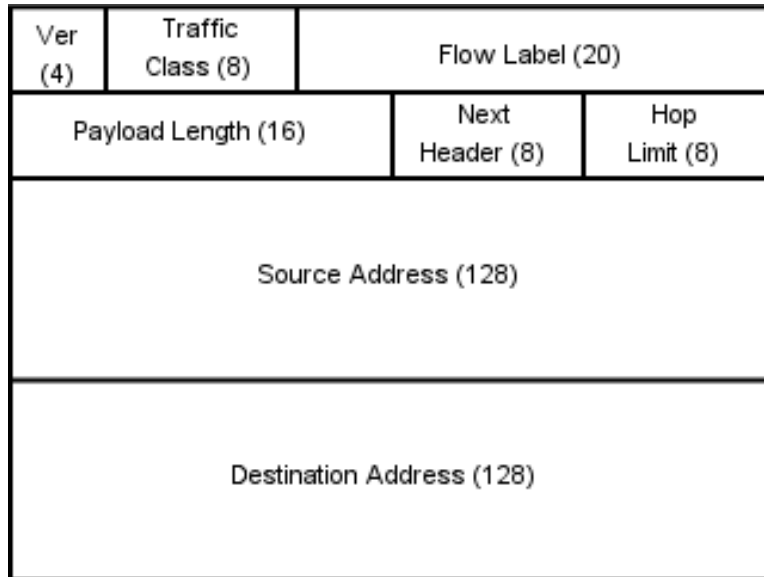 Ver
(4)
Traffic
Class (8)
Flow Label (20)
Payload Length (16)
Next
Header (8)
Hop
Limit (8)
Source Address (128)
Destination Address (128)